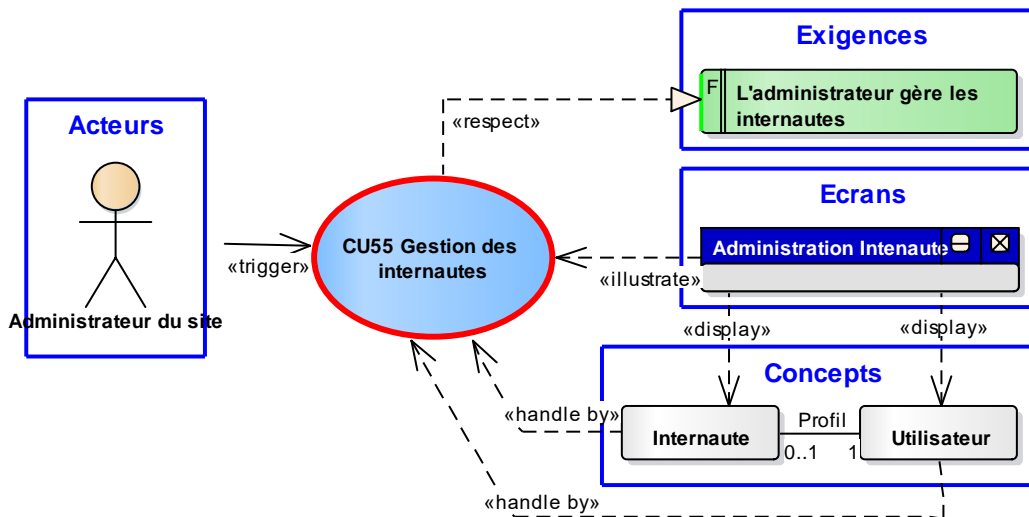 Exigences
F
L'administrateur gère les
internautes
Acteurs
«respect»
Ecrans
CU55 Gestion des
internautes
Administration Intenaute
«trigger»
«illustrate»
Administrateur du site
«display»
«display»
Concepts
«handle by»
Internaute
Profil
0..1
1
Utilisateur
«handle by»